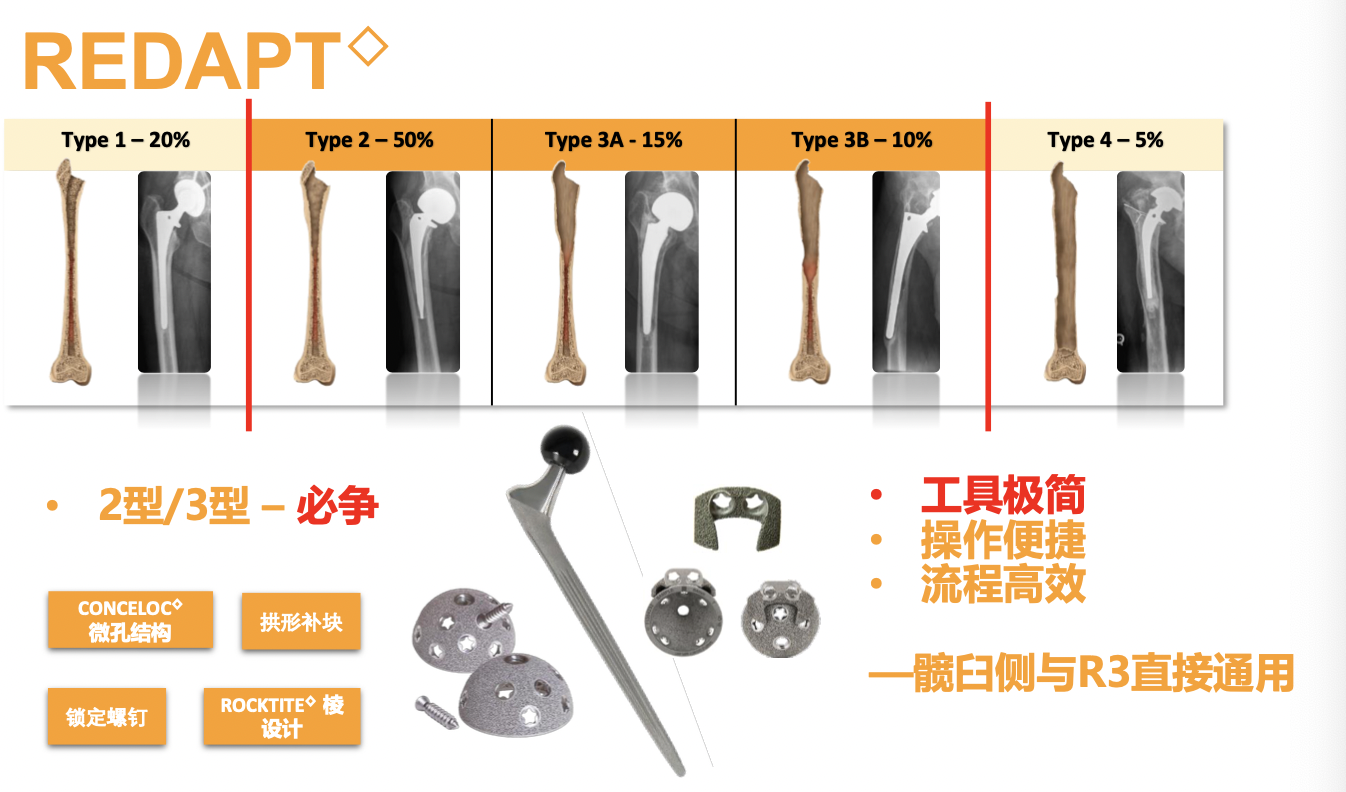 REDAPT◇
Type 1 – 20%
Type 2 – 50%
Type 3A - 15%
Type 3B – 10%
Type 4 – 5%
• 2型/3型 – 必争
CONCELOC◇
微孔结构
拱形补块
锁定螺钉
ROCKTITE◇ 棱
设计
• 工具极简
• 操作便捷
• 流程高效
—髋臼侧与R3直接通用